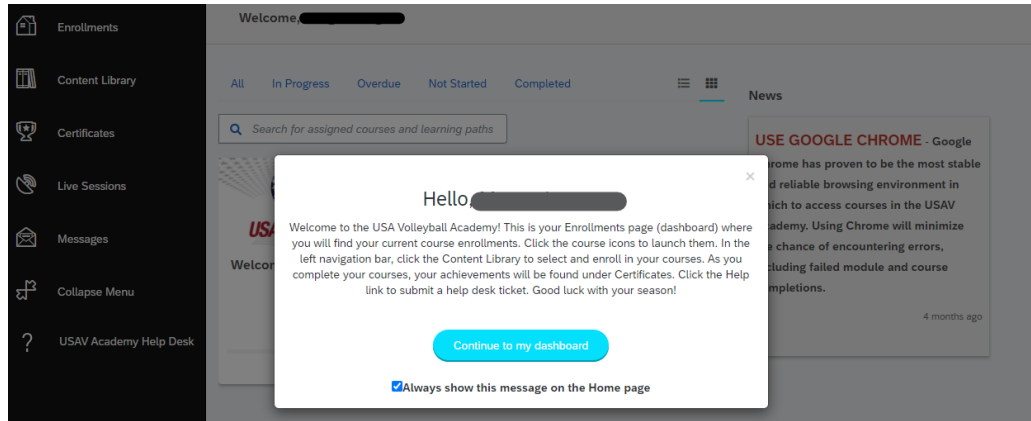 Enrollments
Content Library
Certificates
Live Sessions
Messages
Collapse Menu
USAV Academy Help Desk
Welcome,
All In Progress Overdue Not Started Completed
Search for assigned courses and learning paths
Hello,
Welcome to the USAV Volleyball Academy! This is your Enrollments page (dashboard) where
you will find your current course enrollments. Click the course icons to launch them. In the
left navigation bar, click the Content Library to select and enroll in your courses. As you
complete your courses, your achievements will be found under Certificates. Click the Help
link to submit a help desk ticket. Good luck with your season!
Continue to my dashboard
Always show this message on the Home page
News
USE GOOGLE CHROME - Google
rome has proven to be the most stable
d reliable browsing environment in
ich to access courses in the USAV
ademy. Using Chrome will minimize
chance of encountering errors,
cluding failed module and course
mpletions.
4 months ago